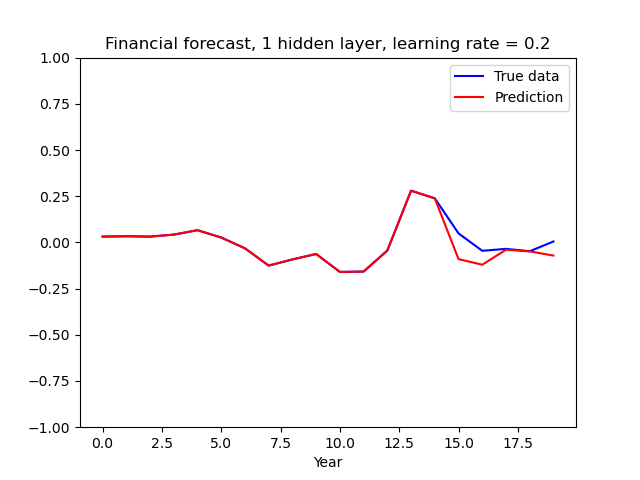 Financial forecast, 1 hidden layer, learning rate = 0.2
1.00
True data
Prediction
0.75
0.50
0.25
0.00
−0.25
−0.50
−0.75
−1.00
0.0 2.5 5.0 7.5 10.0 12.5 15.0 17.5
Year